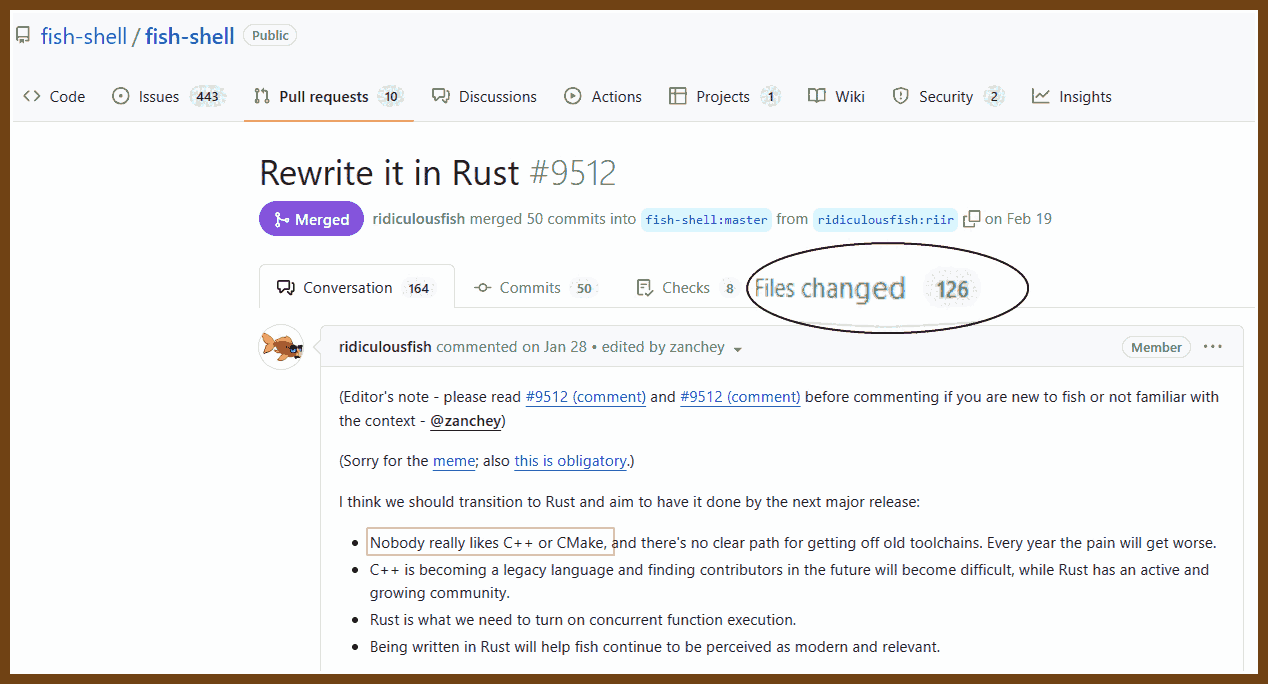 fish-shell / fish-shell Public
Code Issues 443 Pull requests 10 Discussions Actions Projects 1 Wiki Security 2 Insights
Rewrite it in Rust #9512
Merged ridiculousfish merged 50 commits into fish-shell:master from ridiculousfish:riir on Feb 19
Conversation 164 Commits 50 Checks 8 Files changed 126
ridiculousfish commented on Jan 28 • edited by zanchey Member ...
(Editor's note - please read #9512 (comment) and #9512 (comment) before commenting if you are new to fish or not familiar with
the context - @zanchey)
(Sorry for the meme; also this is obligatory.)
I think we should transition to Rust and aim to have it done by the next major release:
• Nobody really likes C++ or CMake, and there's no clear path for getting off old toolchains. Every year the pain will get worse.
• C++ is becoming a legacy language and finding contributors in the future will become difficult, while Rust has an active and
growing community.
• Rust is what we need to turn on concurrent function execution.
• Being written in Rust will help fish continue to be perceived as modern and relevant.